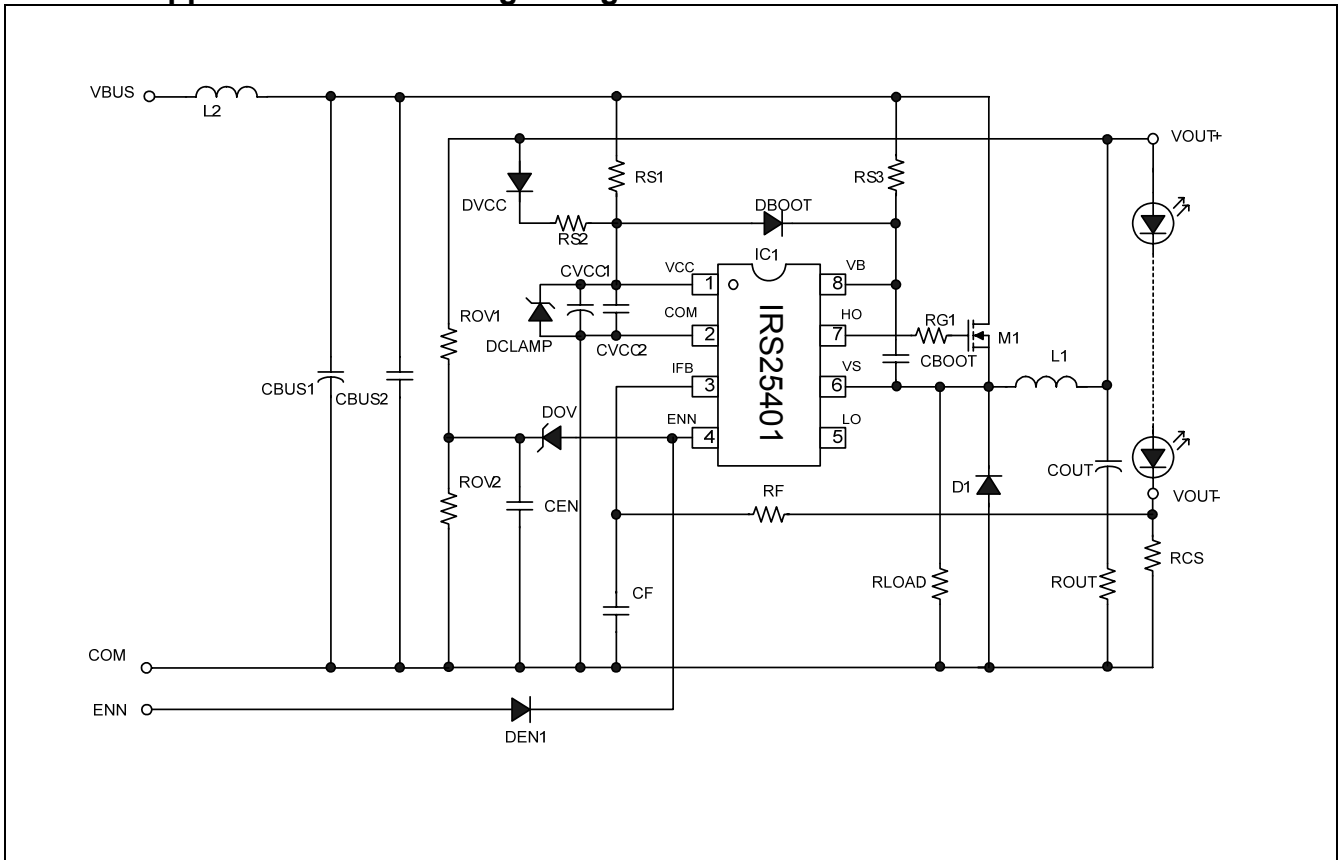 VBUS
L2
VOUT+
RS1
RS3
DVCC
DBOOT
RS2
IC1
CVCC1
VCC
VB
1
8
COM
HO
ROV1
RG1
2
7
M1
DCLAMP
IRS25401
L1
CVCC2
CBOOT
IFB
VS
CBUS1
CBUS2
3
6
DOV
ENN
LO
4
5
COUT
ROV2
RF
D1
VOUT-
CEN
RCS
RLOAD
ROUT
CF
COM
ENN
DEN1